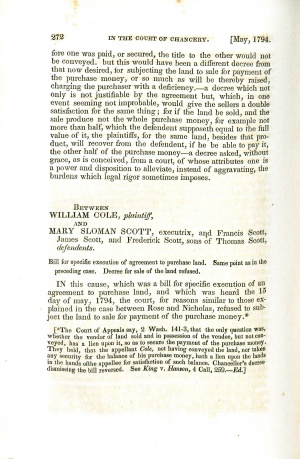 272 IN THE COURT OF CHANCERY. [May, 1794.
fore one was paid, or secured, the title to the other would not
be conveyed. but this would have been a different decree from
that now desired, for subjecting the land to sale for payment of
the purchase money, or so much as will be thereby raised,
charging the purchaser with a deficiency.—a decree which not
only is not justifiable by the agreement but, which, in one
event seeming not improbable, would give the sellers a double
satisfaction for the same thing; for if the land be sold, and the
sale produce not the whole purchase money, for example not
more than half, which the defendent supposeth equal to the full
value of it, the plaintiffs, for the same land, besides that pro-
duct, will recover from the defendent, if he be able to pay it,
the other half of the purchase money—a decree asked, without
grace, as is conceived, from a court, of whose attributes one is
a power and disposition to alleviate, instead of aggravating, the
burdens which legal rigor sometimes imposes.
BETWEEN
WILLIAM COLE, plaintiff,
AND
MARY SLOMAN SCOTT, executrix, and Francis Scott,
James Scott, and Frederick Scott, sons of Thomas Scott,
defendents.
Bill for specific execution of agreement to purchase land. Same point as in the
preceding case. Decree for sale of the land refused.
IN this cause, which was a bill for specific execution of an
agreement to purchase land, and which was heard the 15
day of may, 1794, the court, for reasons similar to those ex-
plained in the case between Rose and Nicholas, refused to sub-
ject the land to sale for payment of the purchase money.*
[*The Court of Appeals say, 2 Wash. 141-3, that the only question was,
whether the vendor of land sold and in possession of the vendee, but not con-
veyed, has a lien upon it, so as to secure the payment of the purchase money.
They held, that the appellant Cole, not having conveyed the land, nor taken
any security for the balance of his purchase money, hath a lien upon the lands
in the hands ofthe appellee for satisfaction of such balance. Chancellor's decree
dismissing the bill reversed. See King v. Hanson, 4 Call, 259.—Ed.]